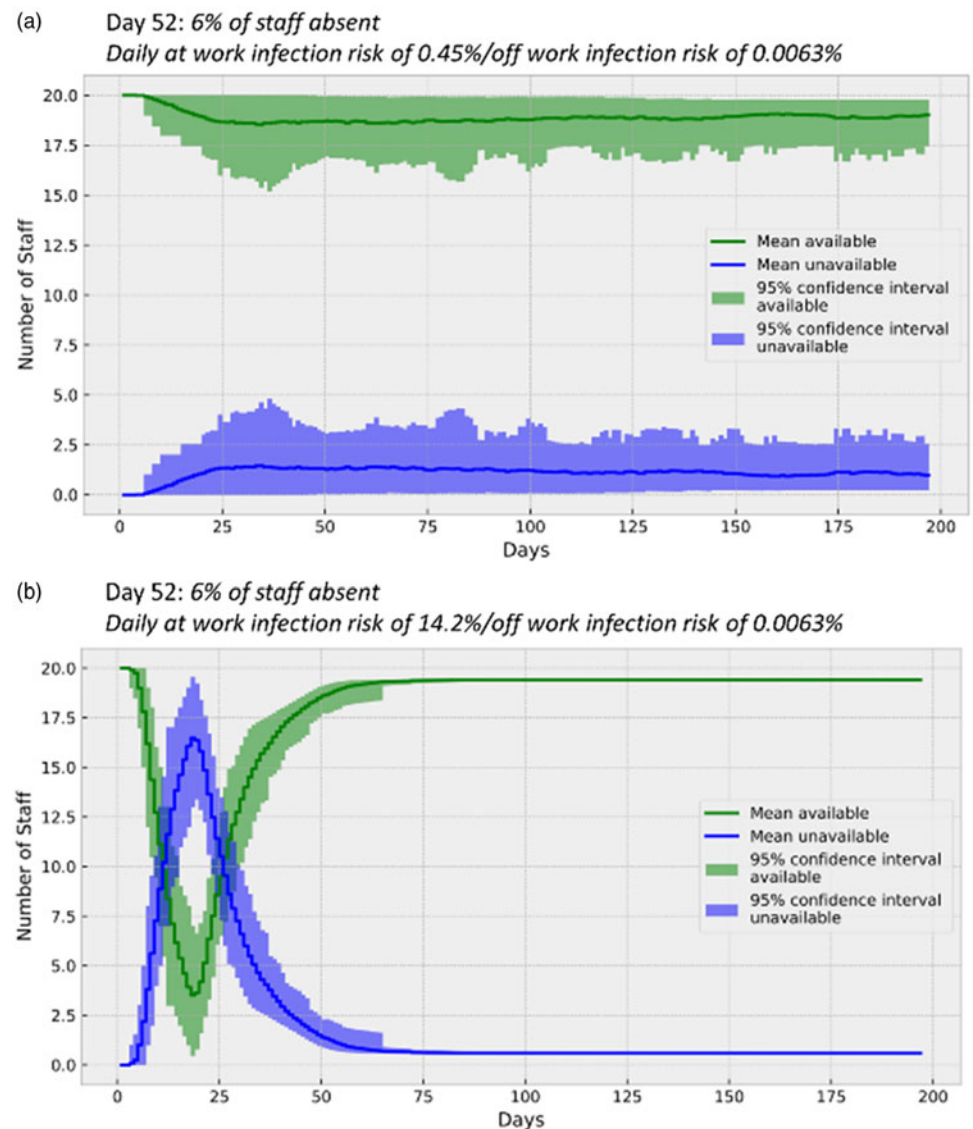 (a)
Day 52: 6% of staff absent
Daily at work infection risk of 0.45%/off work infection risk of 0.0063%
20.0
17.5
15.0
12.5
10.0
7.5
5.0
2.5
0.0
Number of Staff
Mean available
Mean unavailable
95% confidence interval
available
95% confidence interval
unavailable
0 25 50 75 100 125 150 175 200
Days
(b)
Day 52: 6% of staff absent
Daily at work infection risk of 14.2%/off work infection risk of 0.0063%
20.0
17.5
15.0
12.5
10.0
7.5
5.0
2.5
0.0
Number of Staff
Mean available
Mean unavailable
95% confidence interval
available
95% confidence interval
unavailable
0 25 50 75 100 125 150 175 200
Days